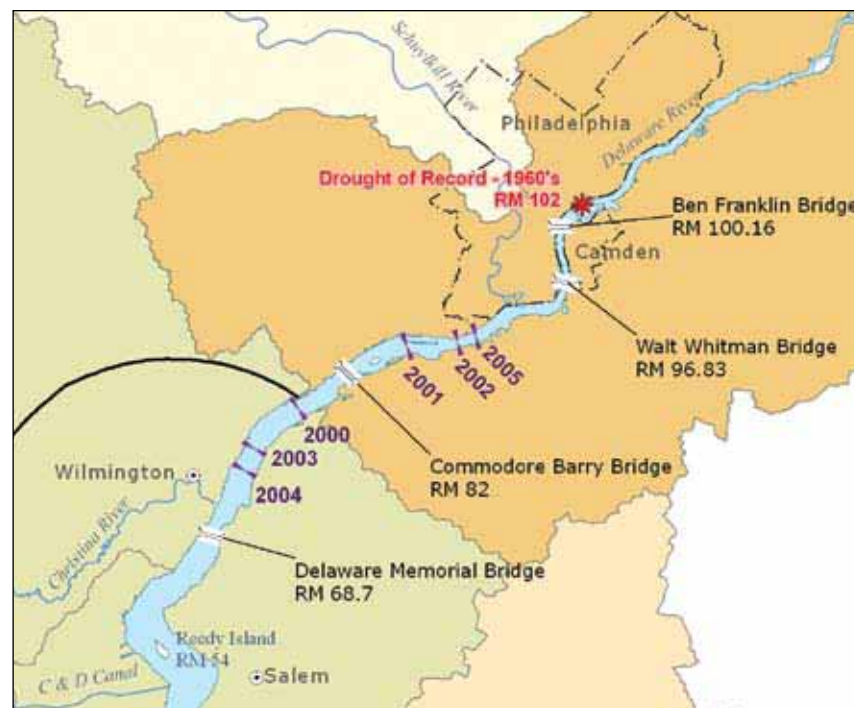 Schuylkill River
Philadelphia
Delaware River
Drought of Record - 1960's
RM 102
Ben Franklin Bridge
RM 100.16
Camden
Walt Whitman Bridge
RM 96.83
2005
2002
2001
2000
2003
2004
Commodore Barry Bridge
RM 82
Wilmington
Christina River
Delaware Memorial Bridge
RM 68.7
Reedy Island
RM 54
C & D Canal
Salem